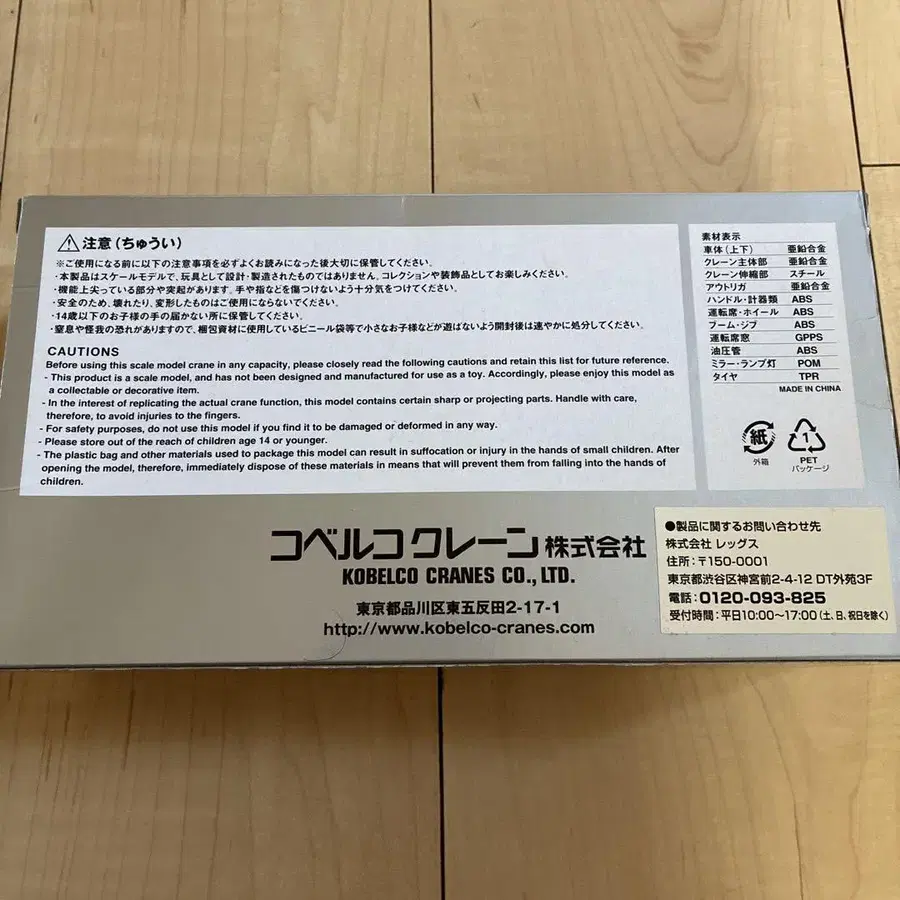 注意(ちゅうい)
※ご使用になる前に以下の注意事項を必ずよくお読みになった後大切に保管してください。
・本製品はスケールモデルで、玩具として設計・製造されたものではありません。コレクションや装飾品としてお楽しみください。
・機能上尖っている部分や突起があります。手や指などを傷つけないよう十分気をつけてください。
・安全のため、壊れたり、変形したものはご使用にならないでください。
・14歳以下のお子様の手の届かない所に保管してください。
・窒息や怪我の恐れがありますので、梱包資材に使用しているビニール袋等で小さなお子様などが遊ばないよう開封後は速やかに処分してください。
CAUTIONS
Before using this scale model crane in any capacity, please closely read the following cautions and retain this list for future reference.
- This product is a scale model, and has not been designed and manufactured for use as a toy. Accordingly, please enjoy this model as
a collectable or decorative item.
- In the interest of replicating the actual crane function, this model contains certain sharp or projecting parts. Handle with care,
therefore, to avoid injuries to the fingers.
- For safety purposes, do not use this model if you find it to be damaged or deformed in any way.
- Please store out of the reach of children age 14 or younger.
- The plastic bag and other materials used to package this model can result in suffocation or injury in the hands of small children. After
opening the model, therefore, immediately dispose of these materials in means that will prevent them from falling into the hands of
children.
素材表示
車体(上下) 亜鉛合金
クレーン主体部 亜鉛合金
クレーン伸縮部 スチール
アウトリガ 亜鉛合金
ハンドル・計器類 ABS
運転席・ホイール ABS
ブーム・ジブ ABS
運転席窓 GPPS
油圧管 ABS
ミラー・ランプ灯 POM
タイヤ TPR
MADE IN CHINA
紙
外箱
1
PET
パッケージ
コベルコ クレーン株式会社
KOBELCO CRANES CO., LTD.
東京都品川区東五反田2-17-1
http://www.kobelco-cranes.com
●製品に関するお問い合わせ先
株式会社 レッグス
住所:〒150-0001
東京都渋谷区神宮前2-4-12 DT外苑3F
電話:0120-093-825
受付時間:平日10:00〜17:00(土、日、祝日を除く)